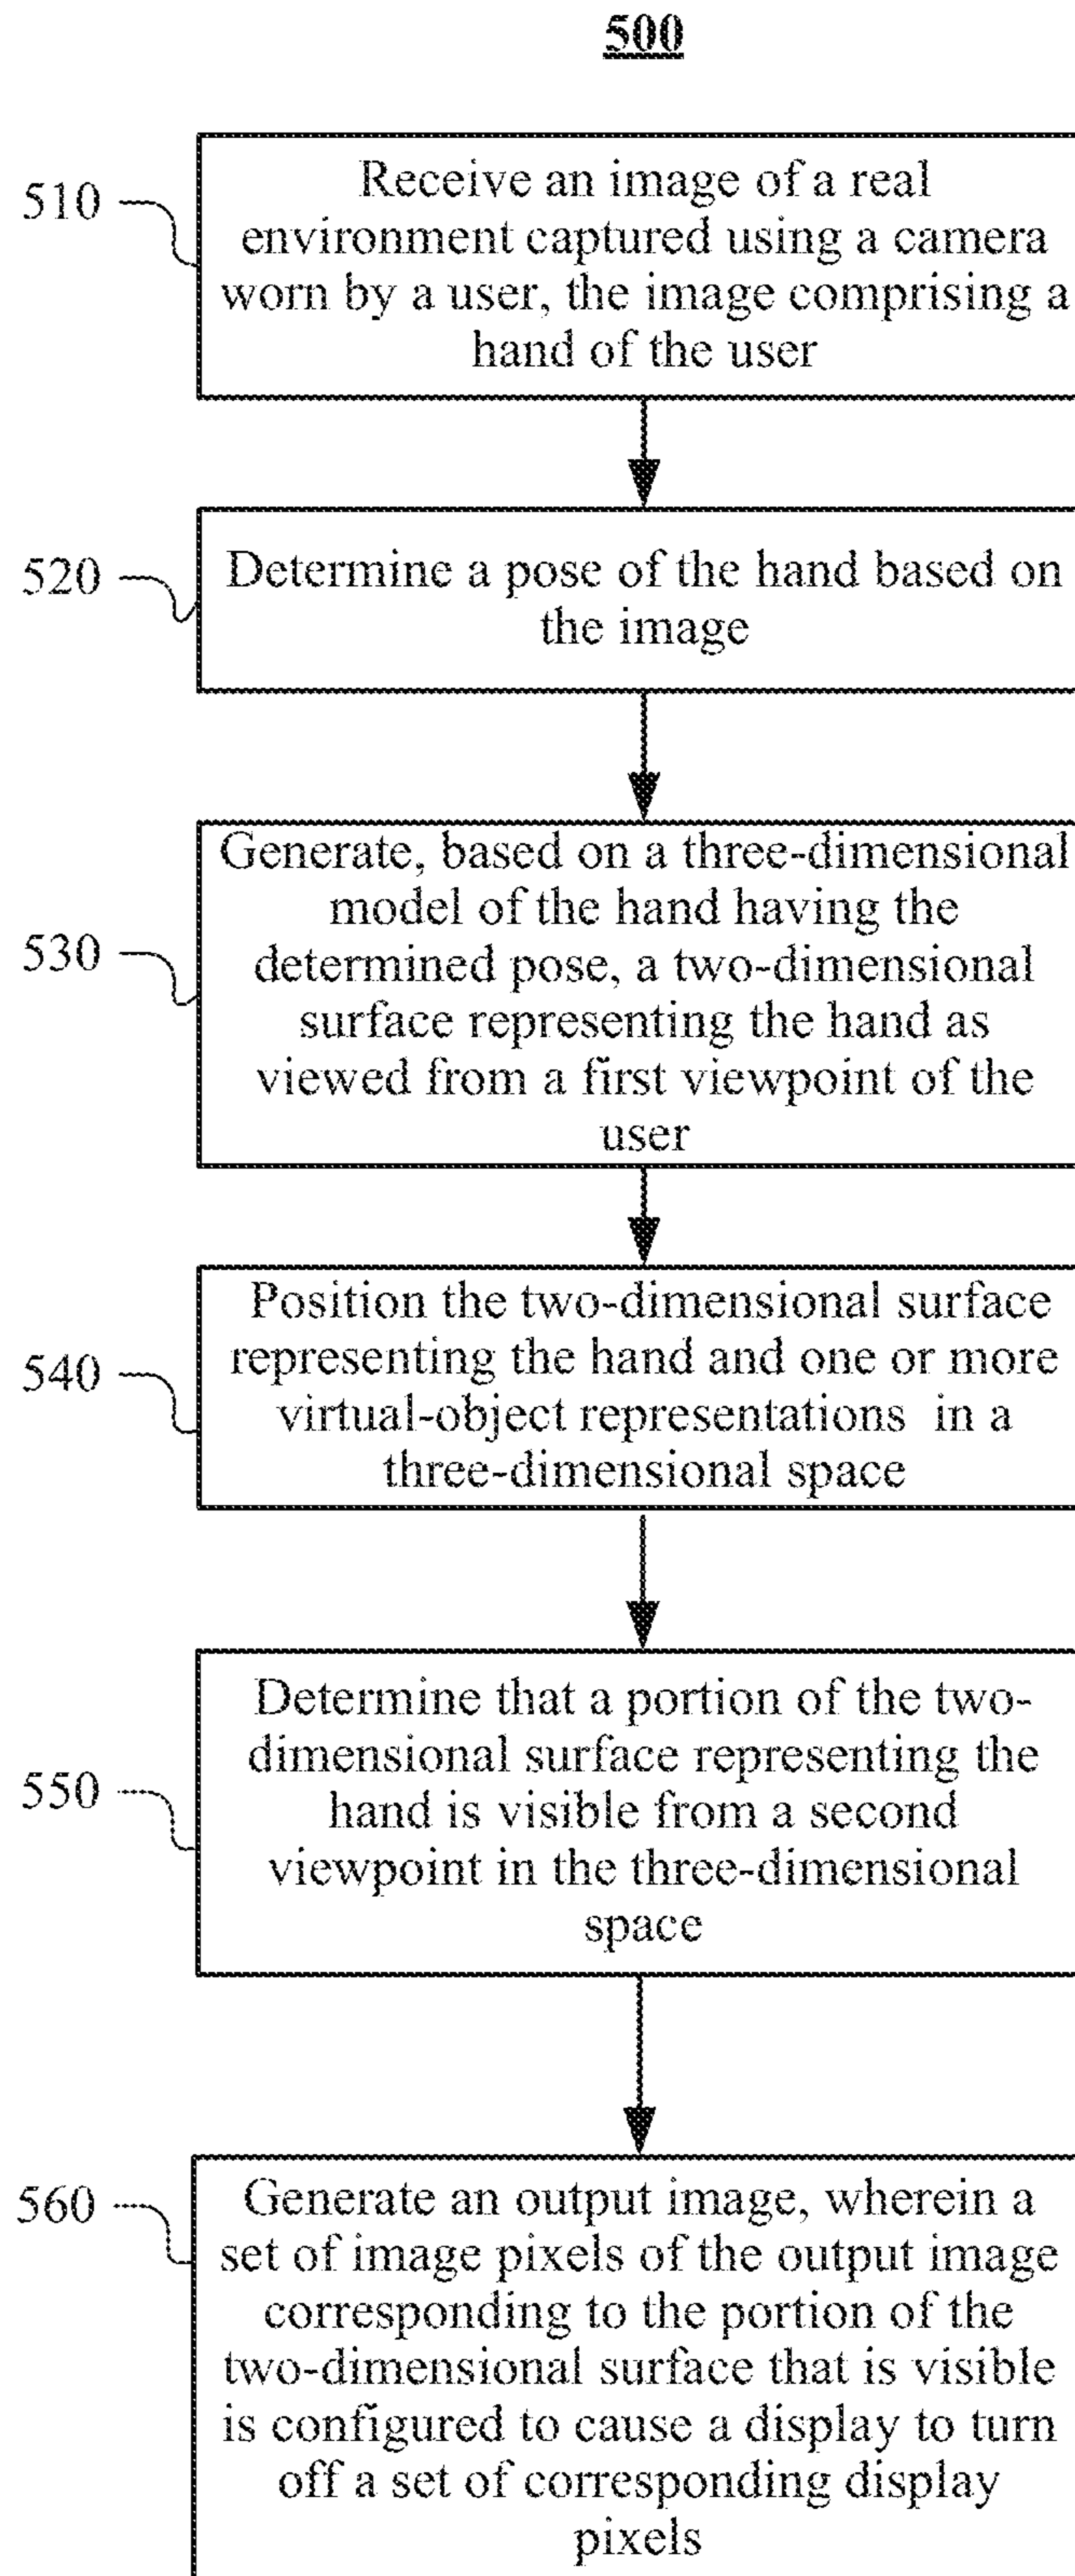 500
510
Receive an image of a real
environment captured using a camera
worn by a user, the image comprising a
hand of the user
520
Determine a pose of the hand based on
the image
530
Generate, based on a three-dimensional
model of the hand having the
determined pose, a two-dimensional
surface representing the hand as
viewed from a first viewpoint of the
user
540
Position the two-dimensional surface
representing the hand and one or more
virtual-object representations in a
three-dimensional space
550
Determine that a portion of the two-
dimensional surface representing the
hand is visible from a second
viewpoint in the three-dimensional
space
560
Generate an output image, wherein a
set of image pixels of the output image
corresponding to the portion of the
two-dimensional surface that is visible
is configured to cause a display to turn
off a set of corresponding display
pixels